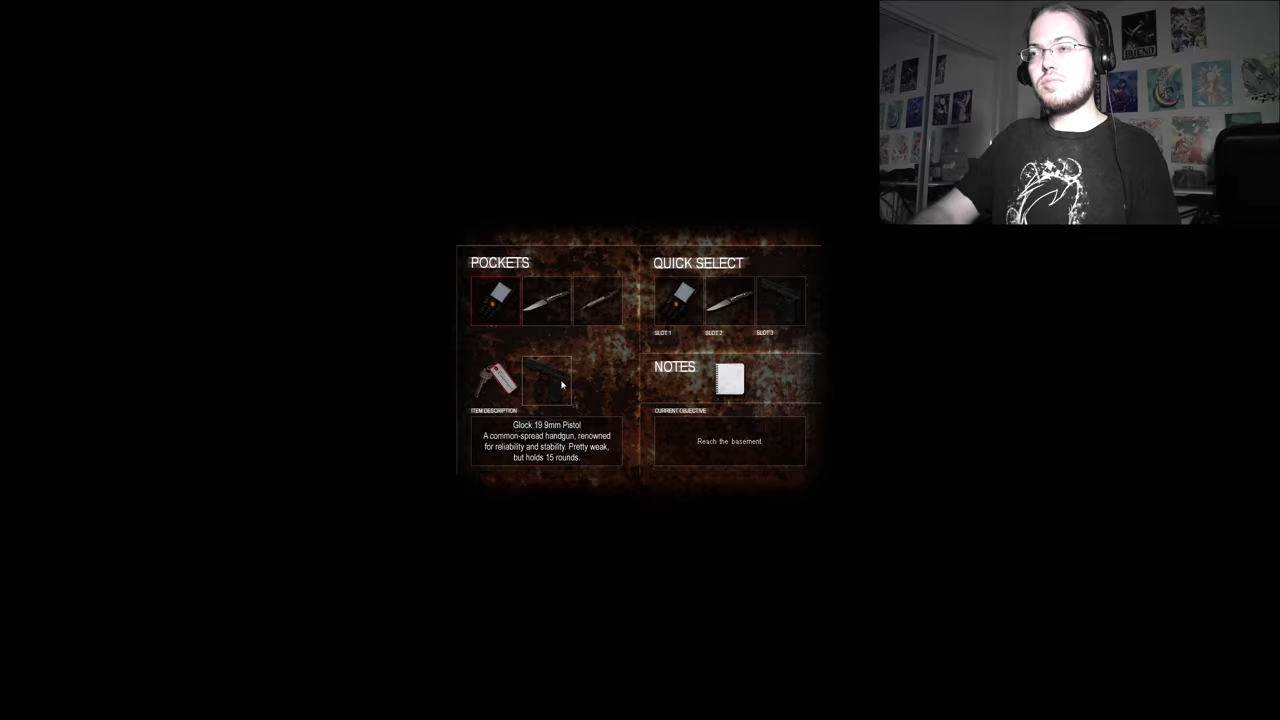 POCKETS
QUICK SELECT
SLOT 1
SLOT 2
SLOT 3
NOTES
ITEM DESCRIPTION
CURRENT OBJECTIVE
Glock 19 9mm Pistol
A common-spread handgun, renowned
for reliability and stability. Pretty weak,
but holds 15 rounds.
Reach the basement